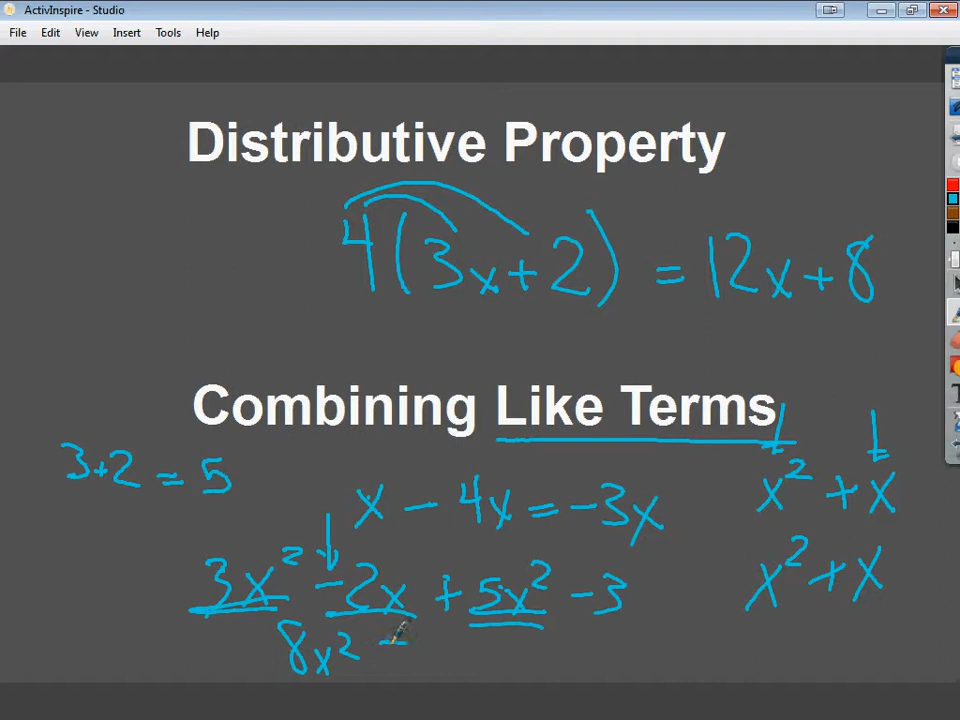 ActivInspire - Studio
File Edit View Insert Tools Help
Distributive Property
4(3x+2) = 12x+8
Combining Like Terms
3+2 = 5
x - 4x = -3x
x² + x
3x² - 2x + 5x² - 3
x² + x
8x² -